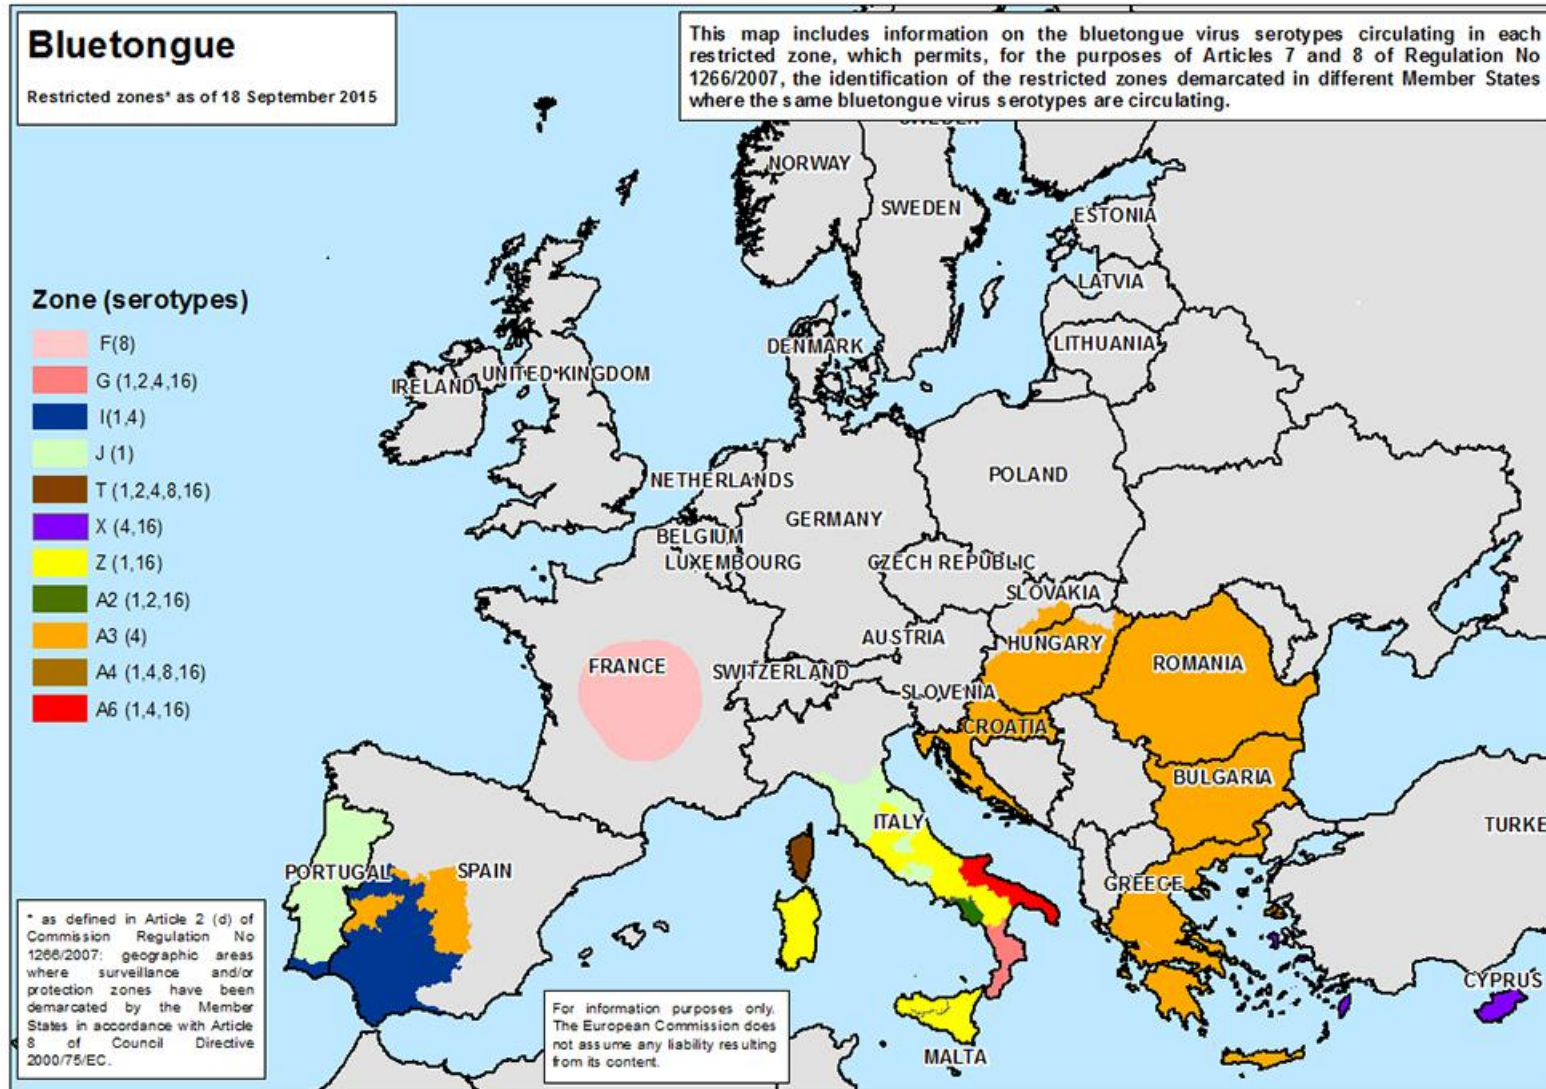 Bluetongue
Restricted zones* as of 18 September 2015
This map includes information on the bluetongue virus serotypes circulating in each
restricted zone, which permits, for the purposes of Articles 7 and 8 of Regulation No
1266/2007, the identification of the restricted zones demarcated in different Member States
where the same bluetongue virus serotypes are circulating.
SWEDEN
NORWAY
SWEDEN
ESTONIA
LATVIA
LITHUANIA
DENMARK
IRELAND
UNITED KINGDOM
Zone (serotypes)
F(8)
G (1,2,4,16)
I(1,4)
J (1)
T (1,2,4,8,16)
X (4,16)
Z (1,16)
A2 (1,2,16)
A3 (4)
A4 (1,4,8,16)
A6 (1,4,16)
NETHERLANDS
POLAND
GERMANY
BELGIUM
LUXEMBOURG
CZECH REPUBLIC
SLOVAKIA
AUSTRIA
HUNGARY
FRANCE
SWITZERLAND
ROMANIA
SLOVENIA
CROATIA
BULGARIA
ITALY
TURKE
PORTUGAL
SPAIN
GREECE
CYPRUS
MALTA
* as defined in Article 2 (d) of
Commission Regulation No
1266/2007: geographic areas
where surveillance and/or
protection zones have been
demarcated by the Member
States in accordance with Article
8 of Council Directive
2000/75/EC.
For information purposes only.
The European Commission does
not assume any liability resulting
from its content.